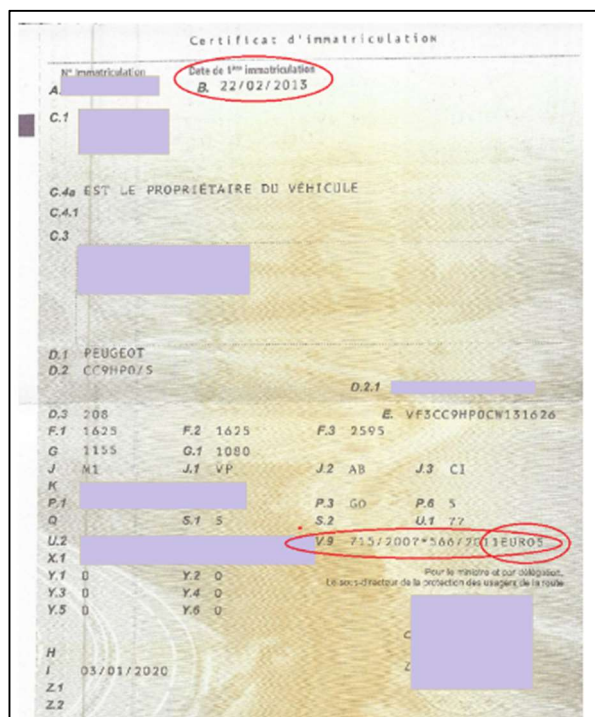 Certificat d'immatriculation
N° Immatriculation Date de 1ère immatriculation
A. B. 22/02/2013
C.1
C.4a EST LE PROPRIÉTAIRE DU VÉHICULE
C.4.1
C.3
D.1 PEUGEOT
D.2 CC9HP0/S
D.2.1
D.3 208 E. VF3CC9HP0CW131626
F.1 1625 F.2 1625 F.3 2595
G 1155 G.1 1080
J M1 J.1 VP J.2 AB J.3 CI
K
P.1 P.3 GO P.6 5
Q S.1 5 S.2 U.1 77
U.2 V.9 715/2007*566/2011EURO5
X.1
Y.1 0 Y.2 0
Pour le ministre et par délégation,
Le sous-directeur de la protection des usagers de la route
Y.3 0 Y.4 0
Y.5 0 Y.6 0
H
I 03/01/2020
Z.1
Z.2